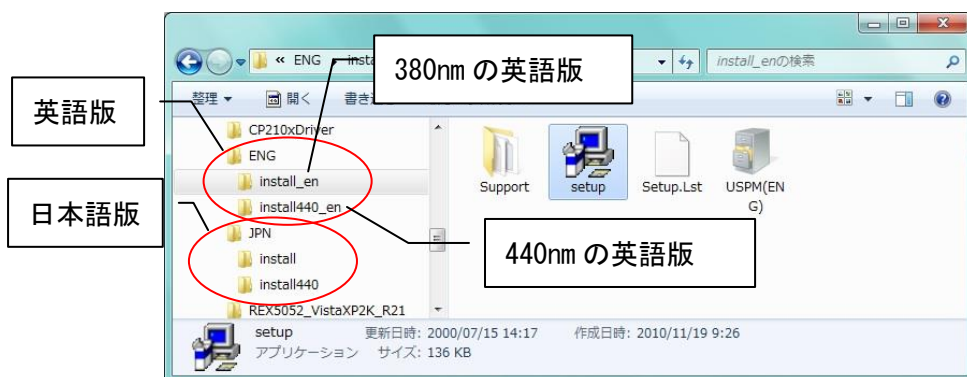 « ENG ▸ insta
install_enの検索
380nm の英語版
整理 ▼
開く
書き
英語版
CP210xDriver
ENG
install_en
install440_en
日本語版
JPN
install
install440
REX5052_VistaXP2K_R21
Support
setup
Setup.Lst
USPM(EN
G)
440nm の英語版
setup
更新日時: 2000/07/15 14:17
作成日時: 2010/11/19 9:26
アプリケーション
サイズ: 136 KB